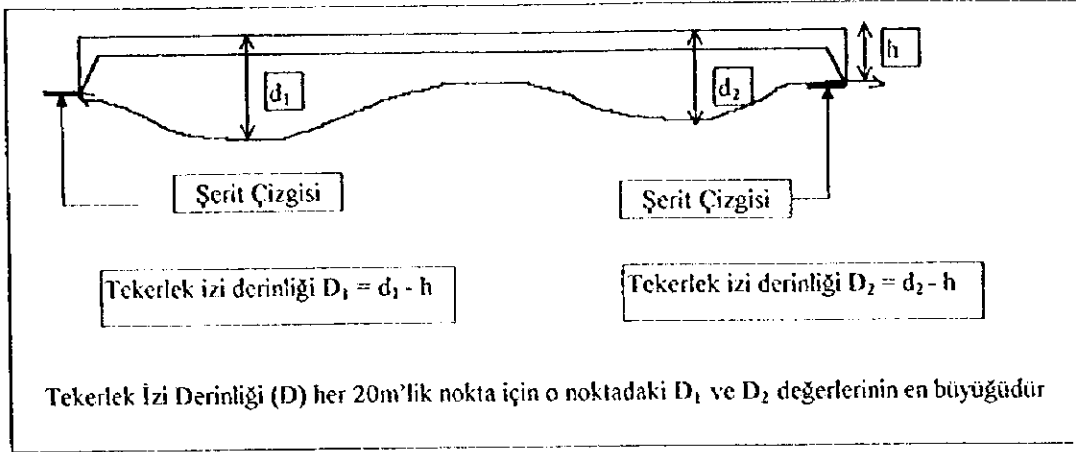 h
d₁
d₂
Şerit Çizgisi
Şerit Çizgisi
Tekerlek izi derinliği D₁ = d₁ - h
Tekerlek izi derinliği D₂ = d₂ - h
Tekerlek İzi Derinliği (D) her 20m'lik nokta için o noktadaki D₁ ve D₂ değerlerinin en büyüğüdür